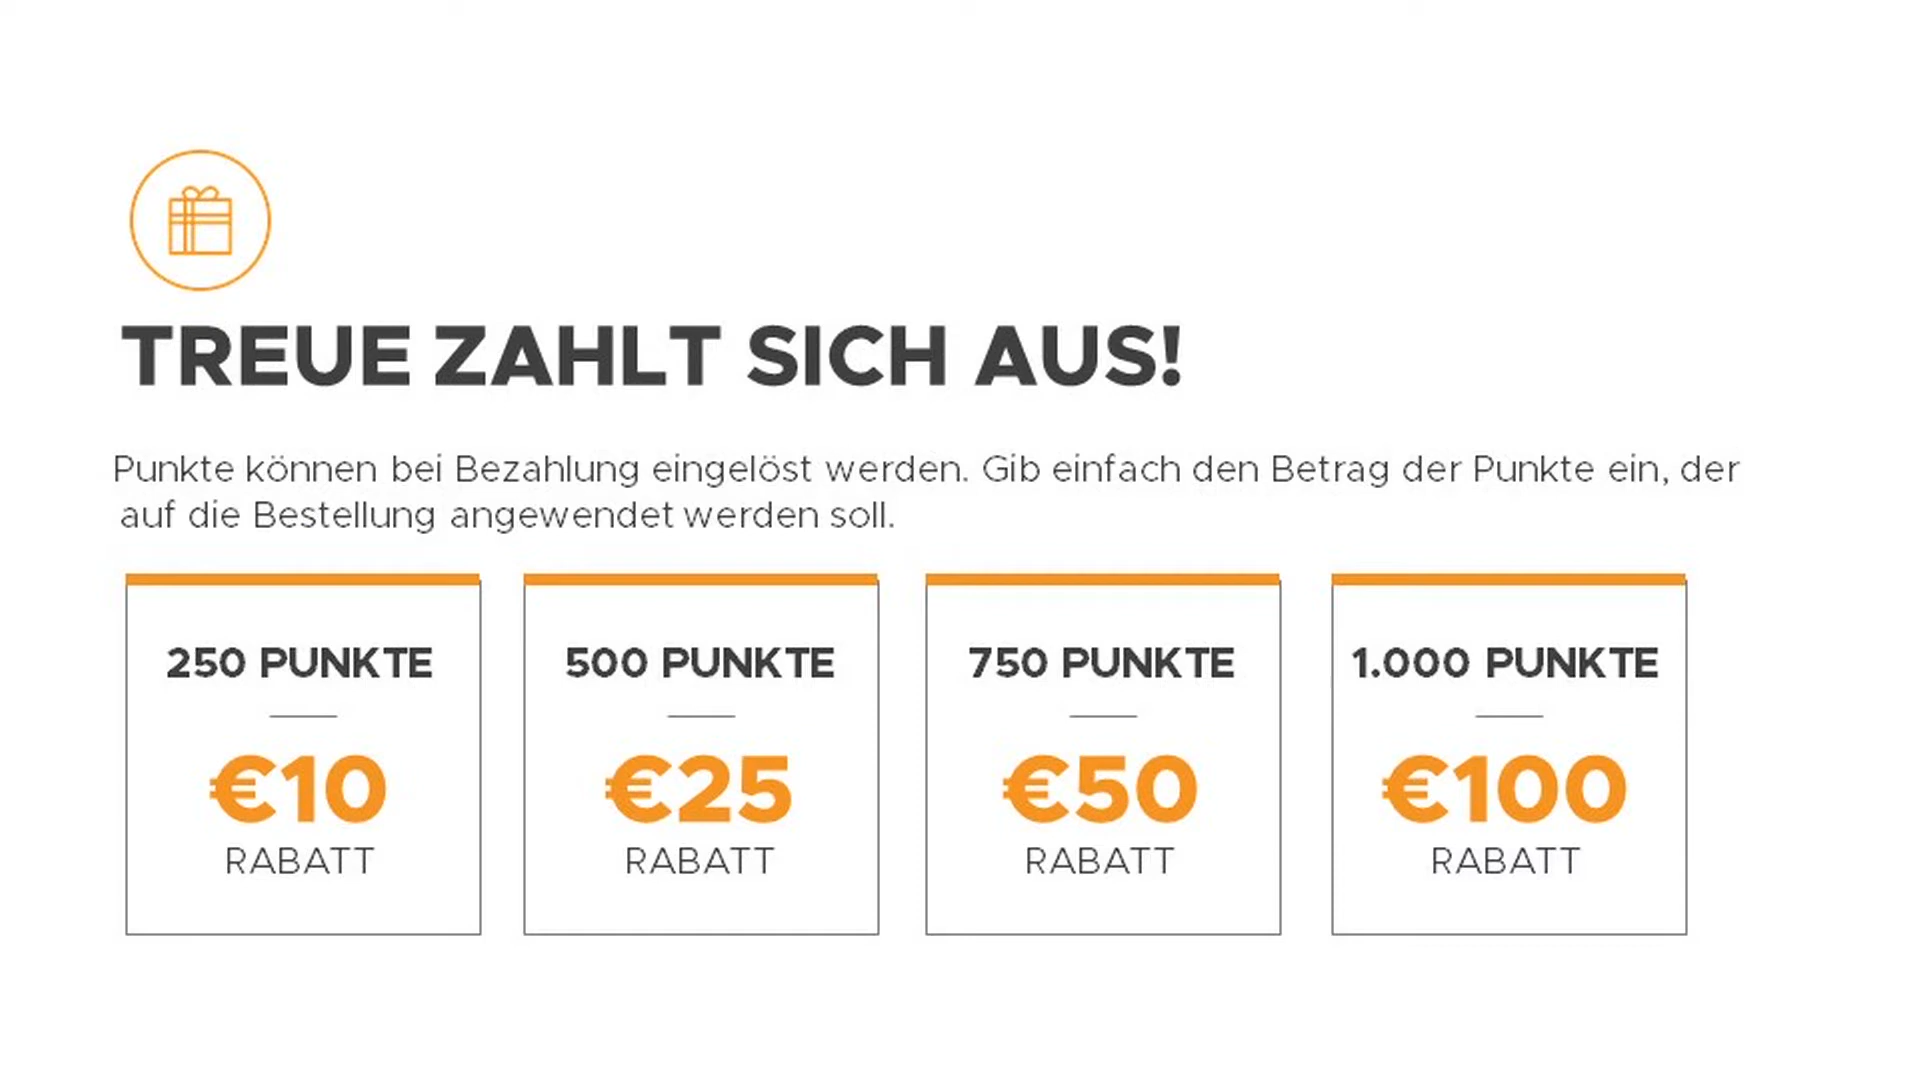 TREUE ZAHLT SICH AUS!
Punkte können bei Bezahlung eingelöst werden. Gib einfach den Betrag der Punkte ein, der
auf die Bestellung angewendet werden soll.
250 PUNKTE
€10
RABATT
500 PUNKTE
€25
RABATT
750 PUNKTE
€50
RABATT
1.000 PUNKTE
€100
RABATT